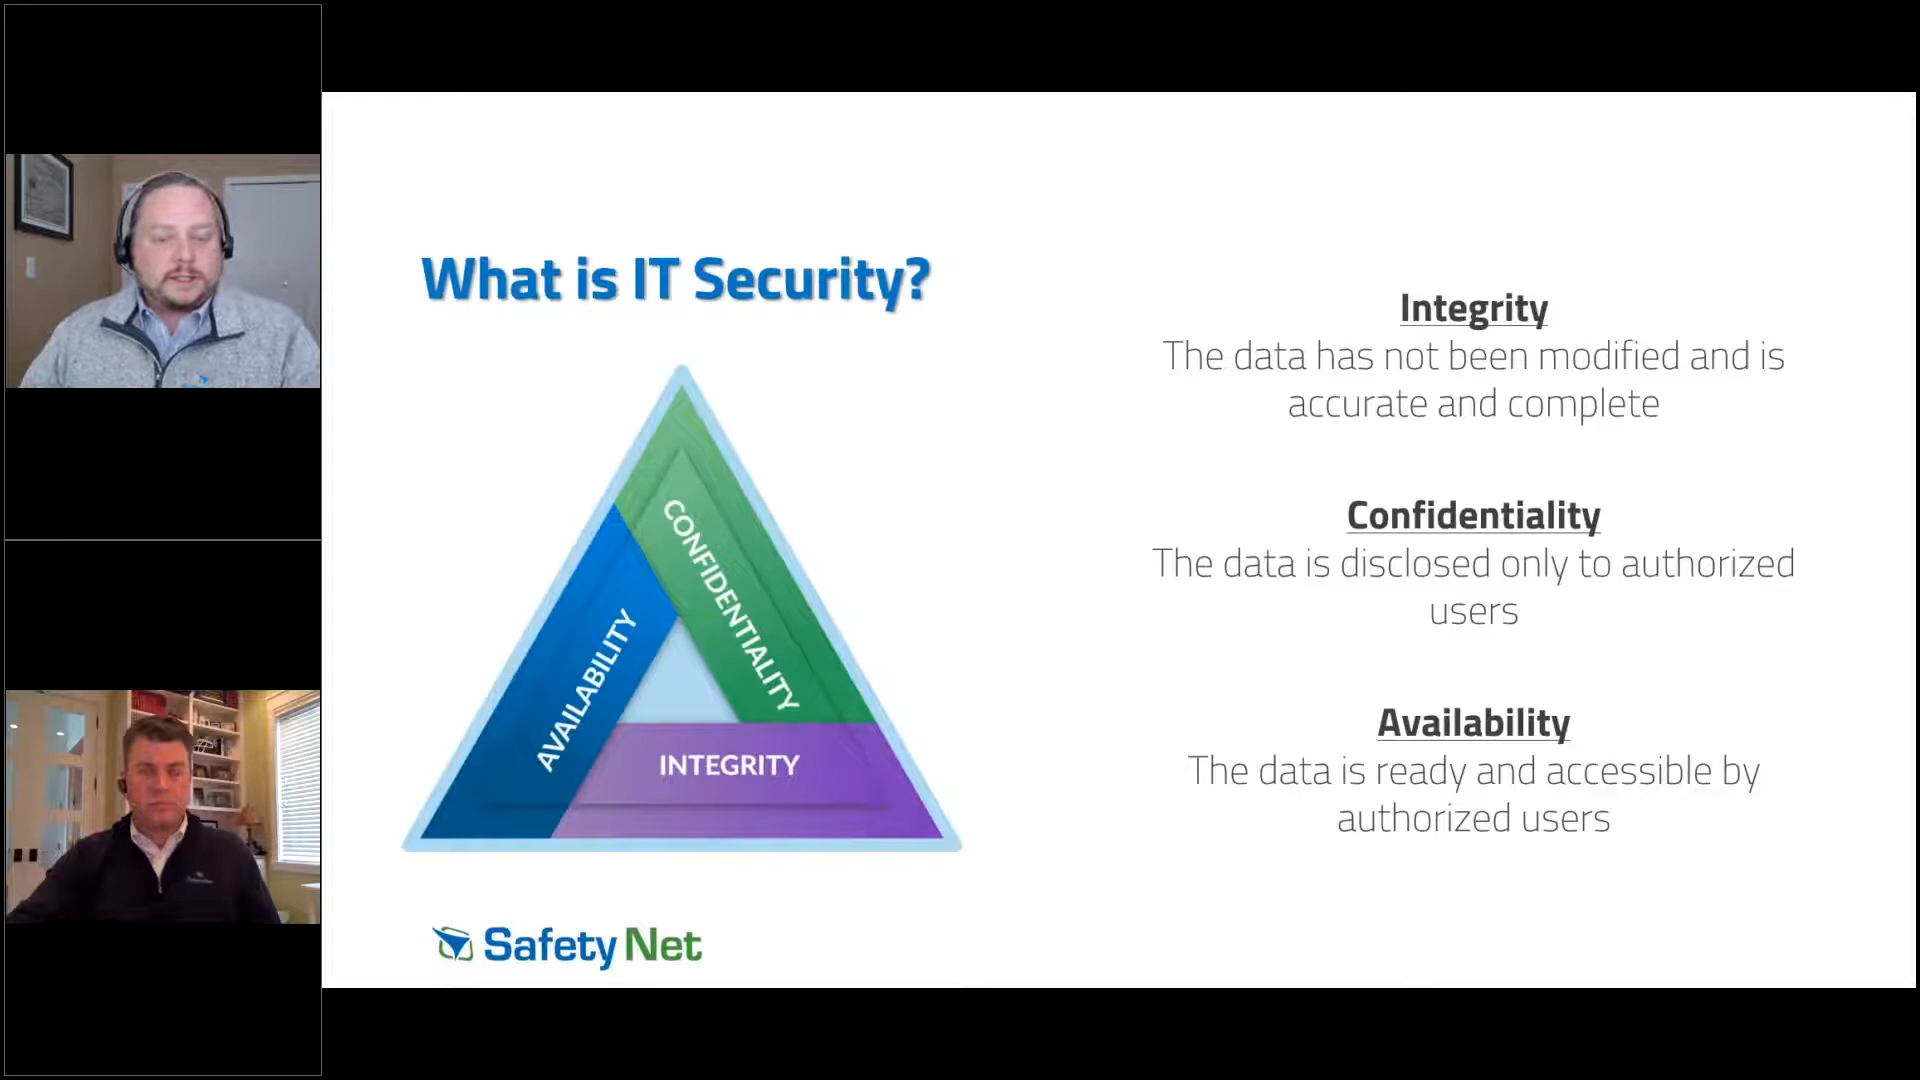 What is IT Security?
CONFIDENTIALITY
AVAILABILITY
INTEGRITY
Safety Net
Integrity
The data has not been modified and is
accurate and complete
Confidentiality
The data is disclosed only to authorized
users
Availability
The data is ready and accessible by
authorized users